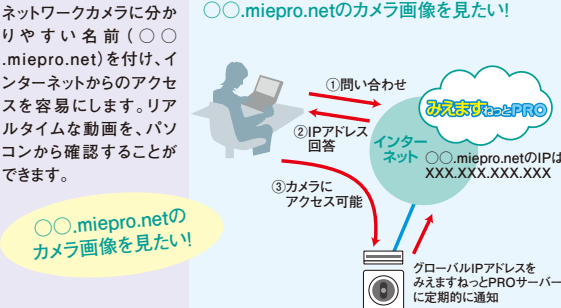 ネットワークカメラに分か
りやすい名前(○○
.miepro.net)を付け、イ
ンターネットからのアクセ
スを容易にします。リア
ルタイムな動画を、パソ
コンから確認することが
できます。
○○.miepro.netの
カメラ画像を見たい!
○○.miepro.netのカメラ画像を見たい!
①問い合わせ
みえますねっとPRO
②IPアドレス
回答
インター
ネット
○○.miepro.netのIPは
XXX.XXX.XXX.XXX
③カメラに
アクセス可能
グローバルIPアドレスを
みえますねっとPROサーバー
に定期的に通知